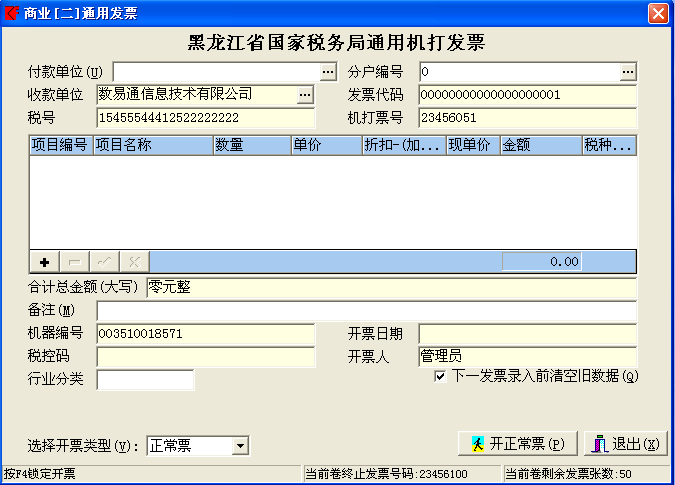 商业[二]通用发票
黑龙江省国家税务局通用机打发票
付款单位(U) ... 分户编号 0 ...
收款单位 数易通信息技术有限公司 ... 发票代码 00000000000000000001
税号 15455544412522222222 机打票号 23456051
项目编号 项目名称 数量 单价 折扣-(加... 现单价 金额 税种...
0.00
合计总金额(大写) 零元整
备注(M)
机器编号 003510018571 开票日期
税控码 开票人 管理员
行业分类 下一发票录入前清空旧数据(Q)
选择开票类型(V): 正常票 开正常票(P) 退出(X)
按F4锁定开票 当前卷终止发票号码:23456100 当前卷剩余发票张数:50